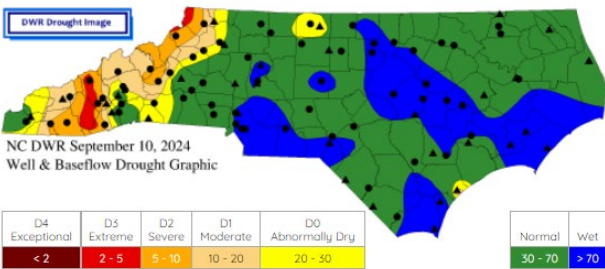 DWR Drought Image
NC DWR September 10, 2024
Well & Baseflow Drought Graphic
D4 D3 D2 D1 D0
Exceptional Extreme Severe Moderate Abnormally Dry Normal Wet
< 2 2 - 5 5 - 10 10 - 20 20 - 30 30 - 70 > 70